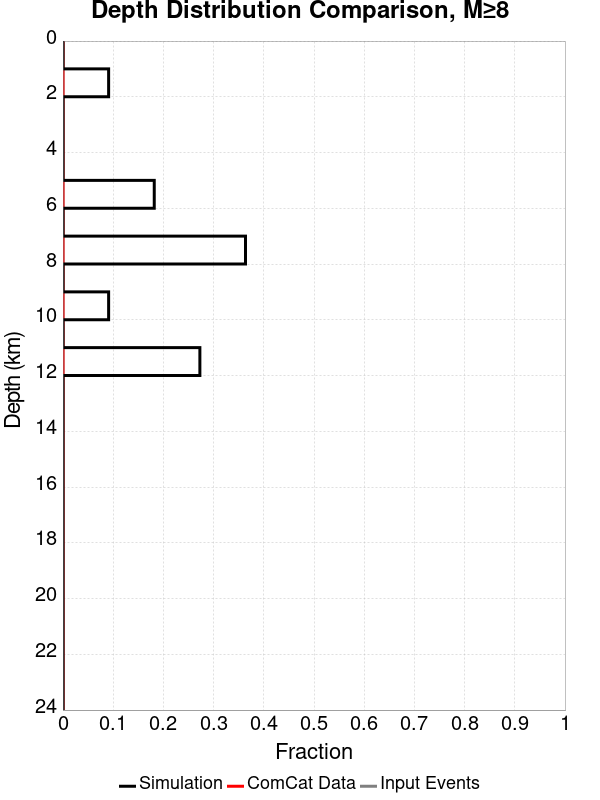 Depth Distribution Comparison, M≥8
0
2
4
6
8
10
12
14
16
18
20
22
24
Depth (km)
0 0.1 0.2 0.3 0.4 0.5 0.6 0.7 0.8 0.9 1
Fraction
Simulation ComCat Data Input Events